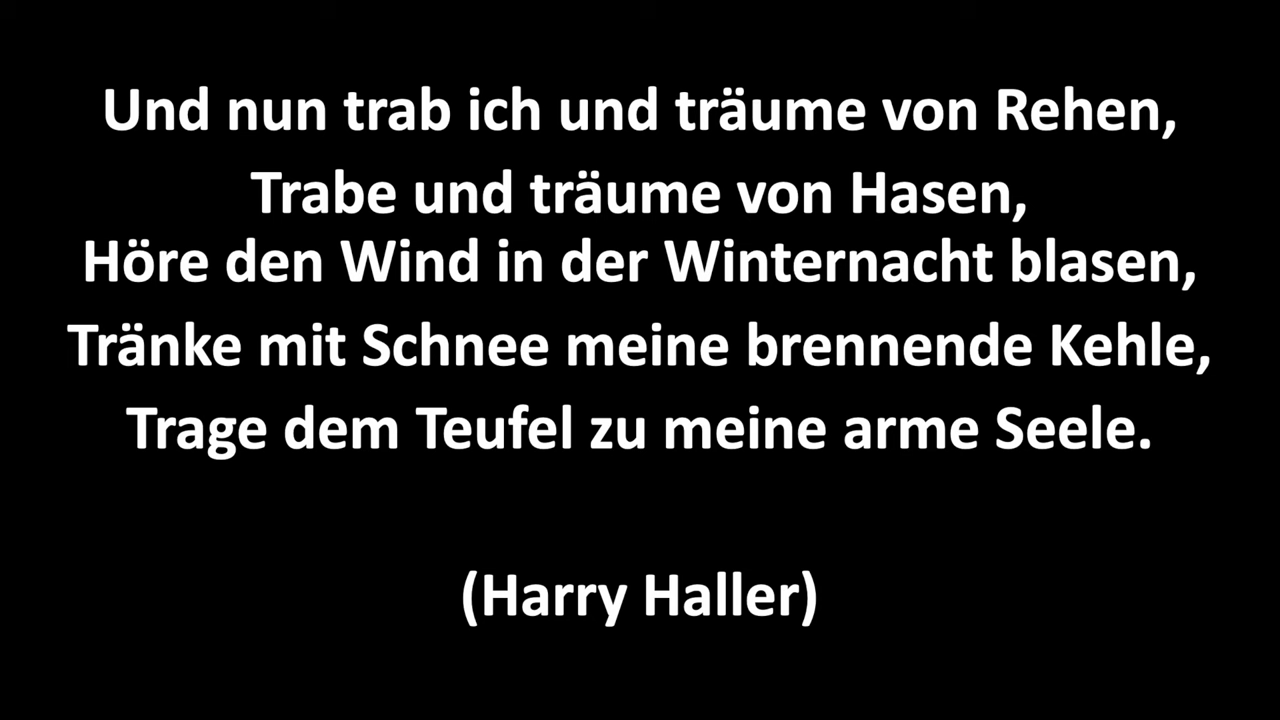 Und nun trab ich und träume von Rehen,
Trabe und träume von Hasen,
Höre den Wind in der Winternacht blasen,
Tränke mit Schnee meine brennende Kehle,
Trage dem Teufel zu meine arme Seele.
(Harry Haller)